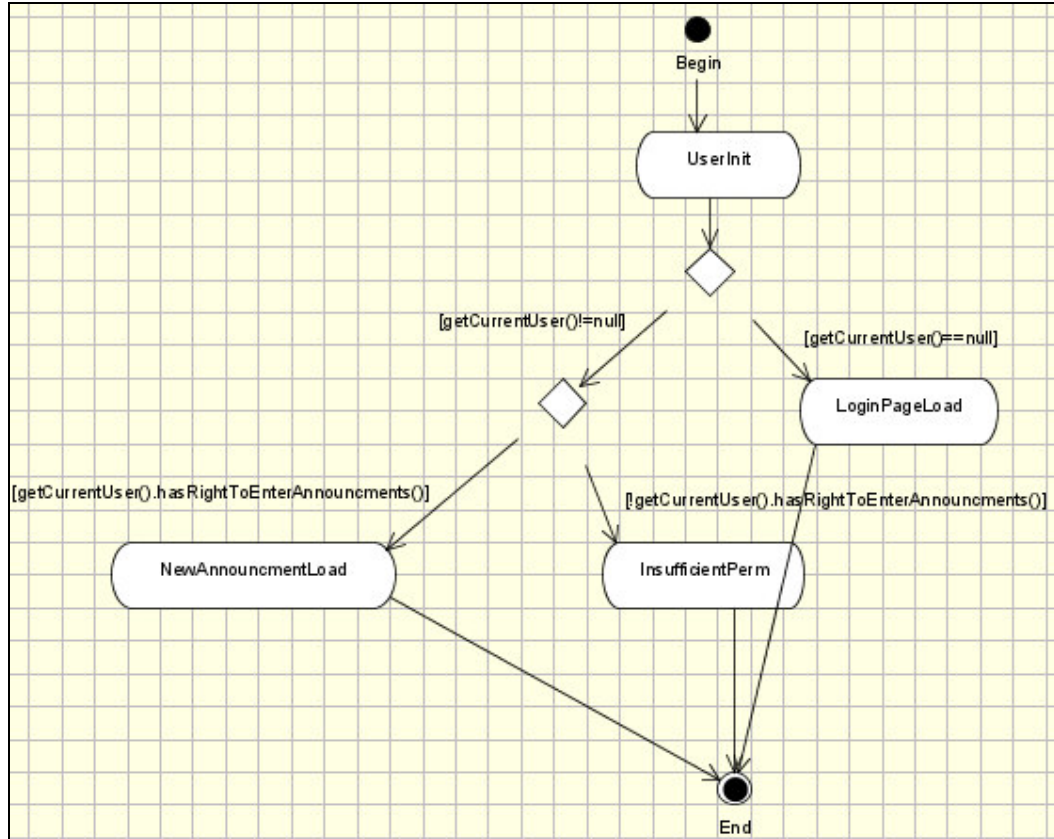 Begin
UserInit
[getCurrentUser()!=null]
[getCurrentUser()==null]
LoginPageLoad
[getCurrentUser().hasRightToEnterAnnouncments()]
[!getCurrentUser().hasRightToEnterAnnouncments()]
NewAnnouncmentLoad
InsufficientPerm
End